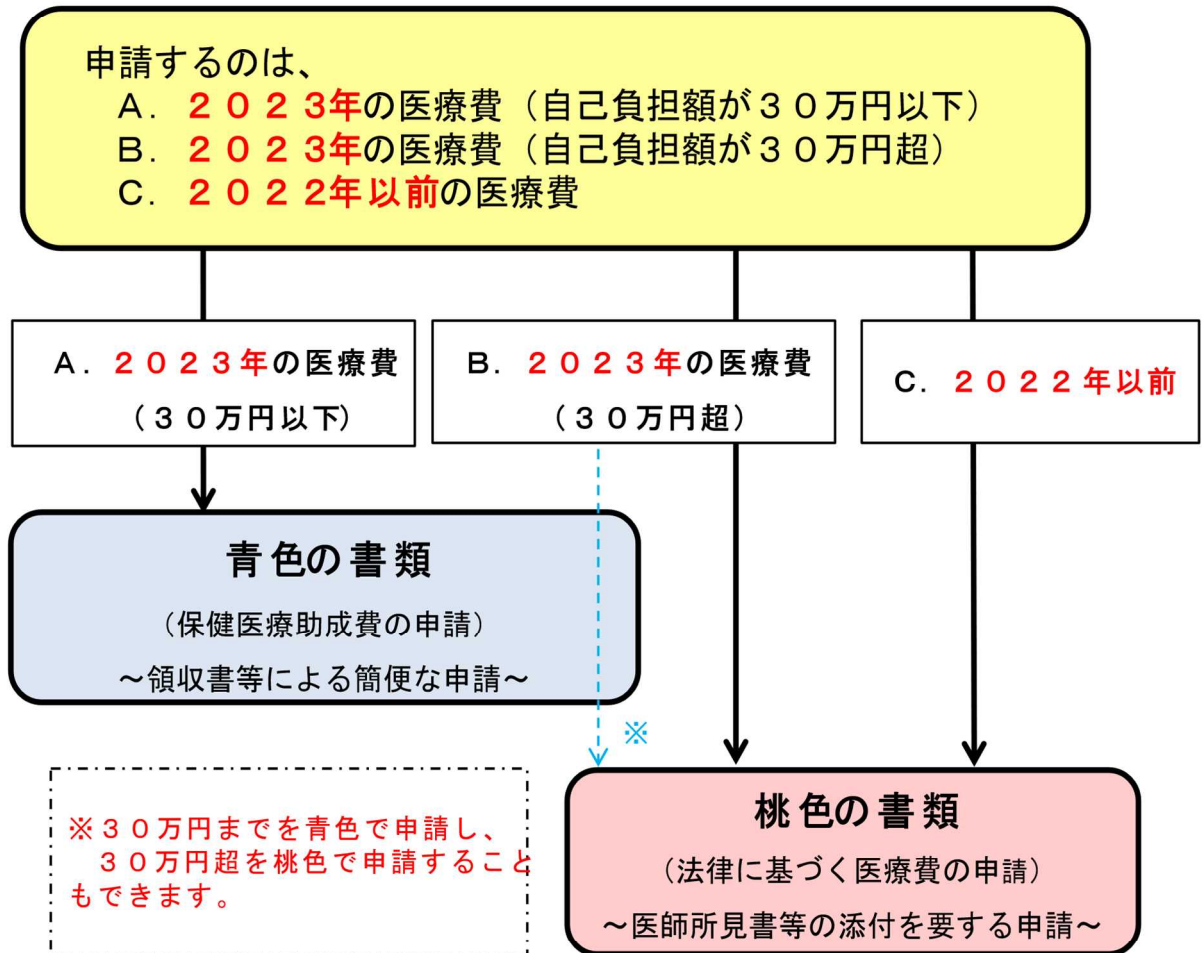 申請するのは、
A．２０２３年の医療費（自己負担額が３０万円以下）
B．２０２３年の医療費（自己負担額が３０万円超）
C．２０２２年以前の医療費
A．２０２３年の医療費
（３０万円以下）
B．２０２３年の医療費
（３０万円超）
C．２０２２年以前
青色の書類
（保健医療助成費の申請）
～領収書等による簡便な申請～
※
※３０万円までを青色で申請し、
３０万円超を桃色で申請すること
もできます。
桃色の書類
（法律に基づく医療費の申請）
～医師所見書等の添付を要する申請～